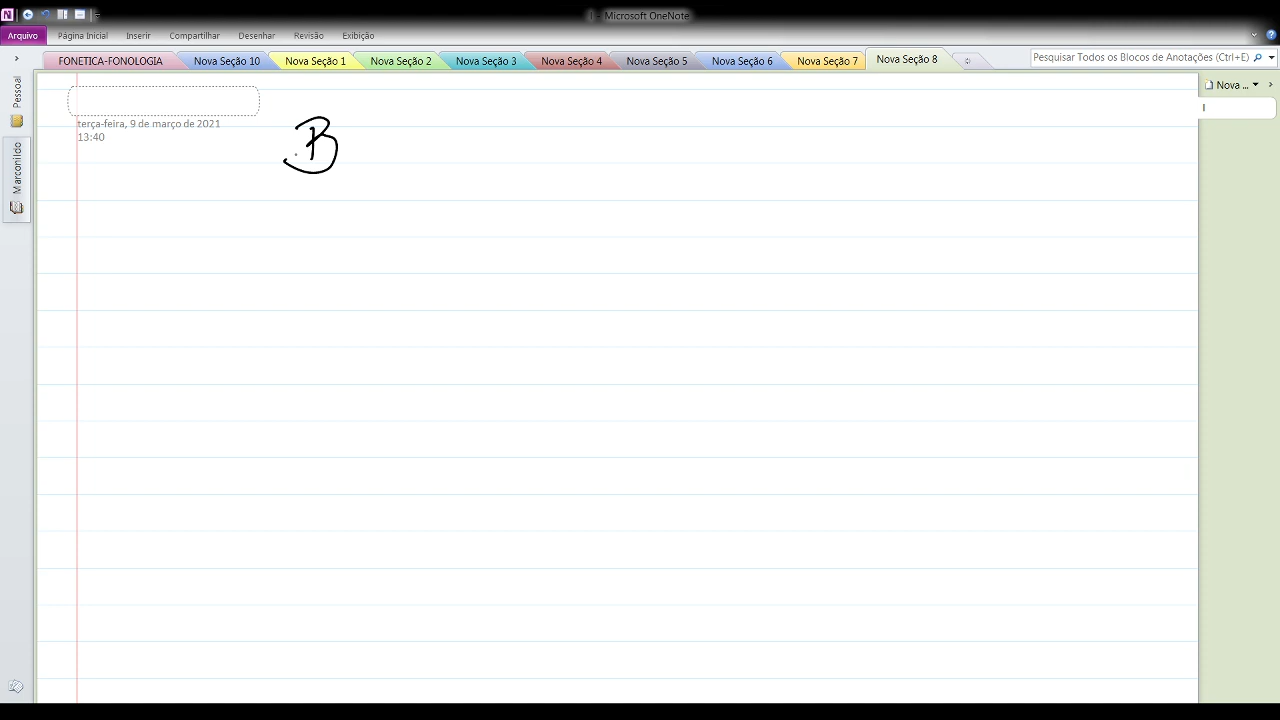 I - Microsoft OneNote
Arquivo Página Inicial Inserir Compartilhar Desenhar Revisão Exibição
FONETICA-FONOLOGIA Nova Seção 10 Nova Seção 1 Nova Seção 2 Nova Seção 3 Nova Seção 4 Nova Seção 5 Nova Seção 6 Nova Seção 7 Nova Seção 8 Pesquisar Todos os Blocos de Anotações (Ctrl+E)
Nova ...
I
Pessoal
Marconildo
terça-feira, 9 de março de 2021
13:40
B